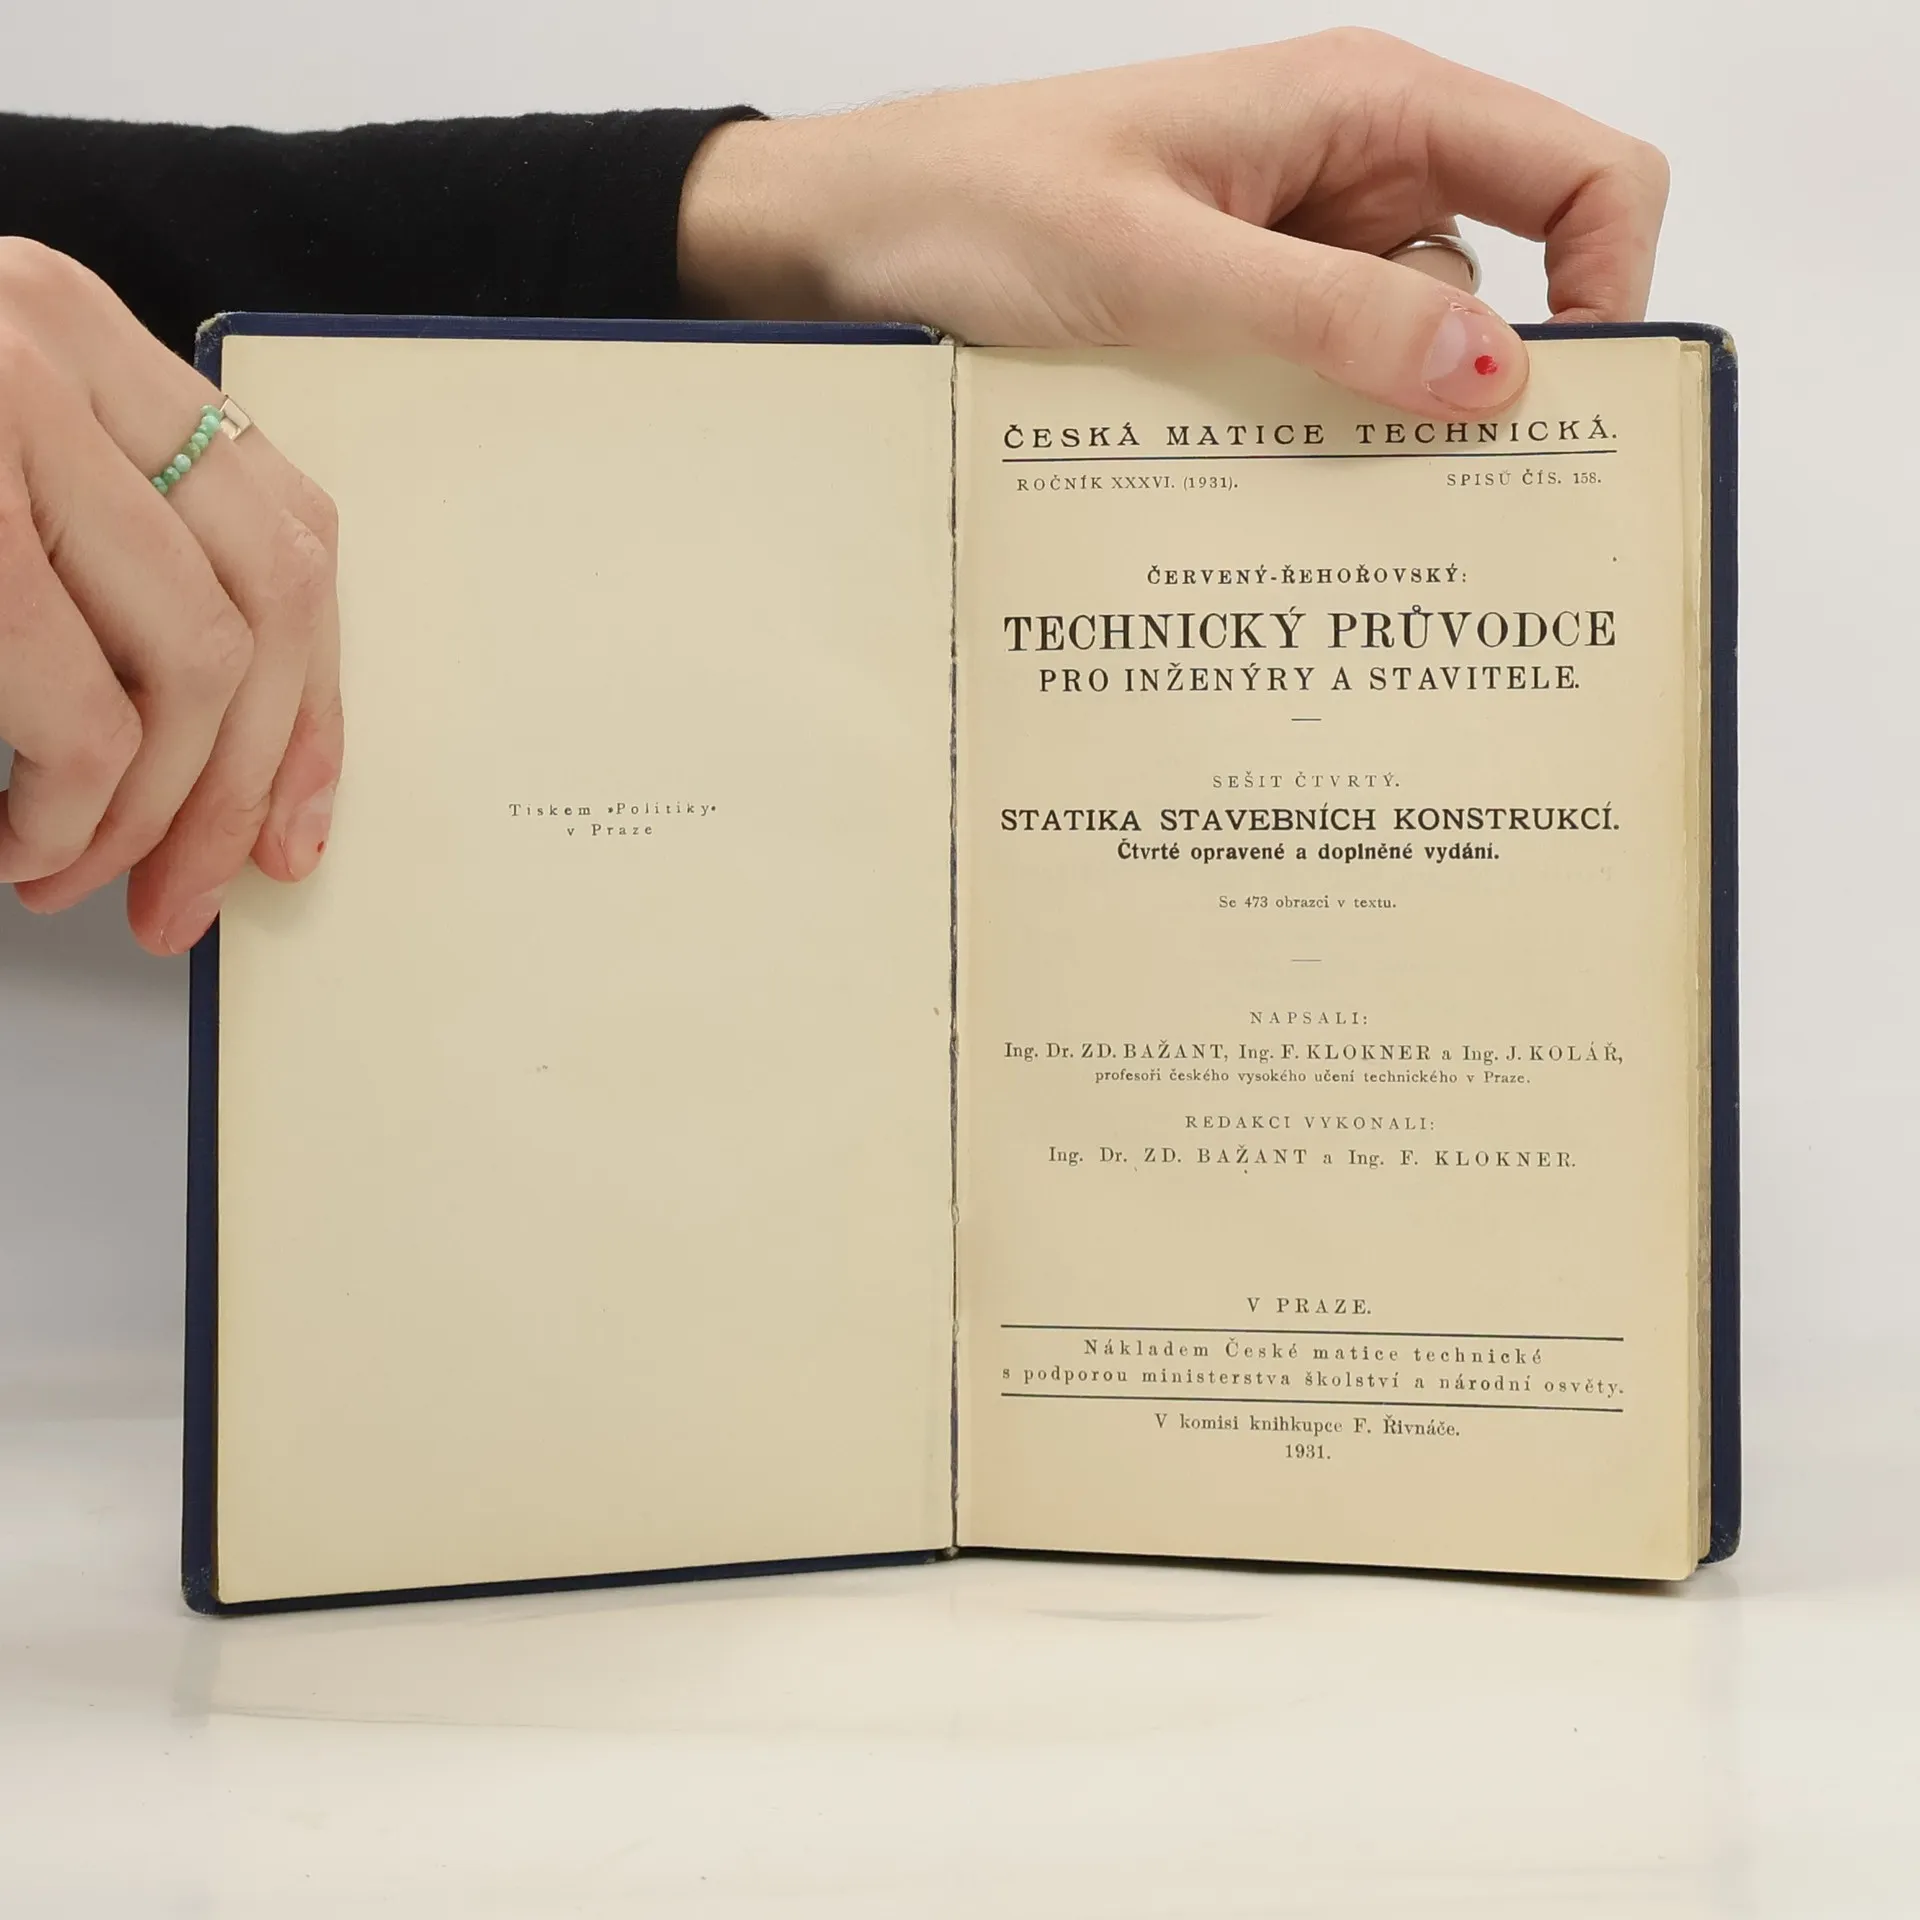 Tiskem »Politiky«
v Praze
ČESKÁ MATICE TECHNICKÁ.
ROČNÍK XXXVI. (1931). SPISŮ ČÍS. 158.
ČERVENÝ-ŘEHOŘOVSKÝ:
TECHNICKÝ PRŮVODCE
PRO INŽENÝRY A STAVITELE.
SEŠIT ČTVRTÝ.
STATIKA STAVEBNÍCH KONSTRUKCÍ.
Čtvrté opravené a doplněné vydání.
Se 473 obrazci v textu.
NAPSALI:
Ing. Dr. ZD. BAŽANT, Ing. F. KLOKNER a Ing. J. KOLÁŘ,
profesoři českého vysokého učení technického v Praze.
REDAKCI VYKONALI:
Ing. Dr. ZD. BAŽANT a Ing. F. KLOKNER.
V PRAZE.
Nákladem České matice technické
s podporou ministerstva školství a národní osvěty.
V komisi knihkupce F. Řivnáče.
1931.